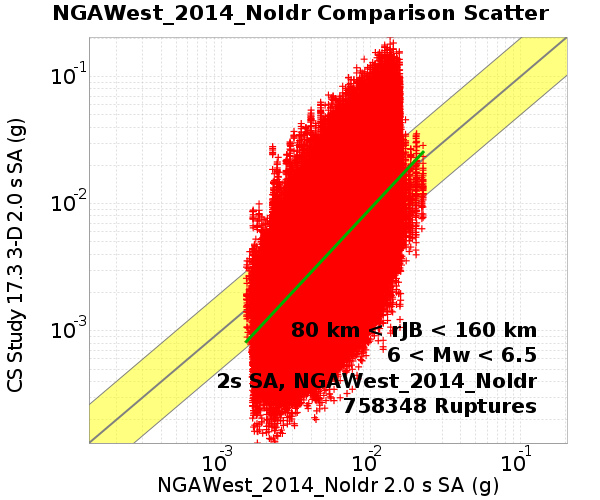 NGAWest_2014_NoIdr Comparison Scatter
CS Study 17.3 3-D 2.0 s SA (g)
10⁻¹
10⁻²
10⁻³
80 km < rJB < 160 km
6 < Mw < 6.5
2s SA, NGAWest_2014_NoIdr
758348 Ruptures
10⁻³ 10⁻² 10⁻¹
NGAWest_2014_NoIdr 2.0 s SA (g)